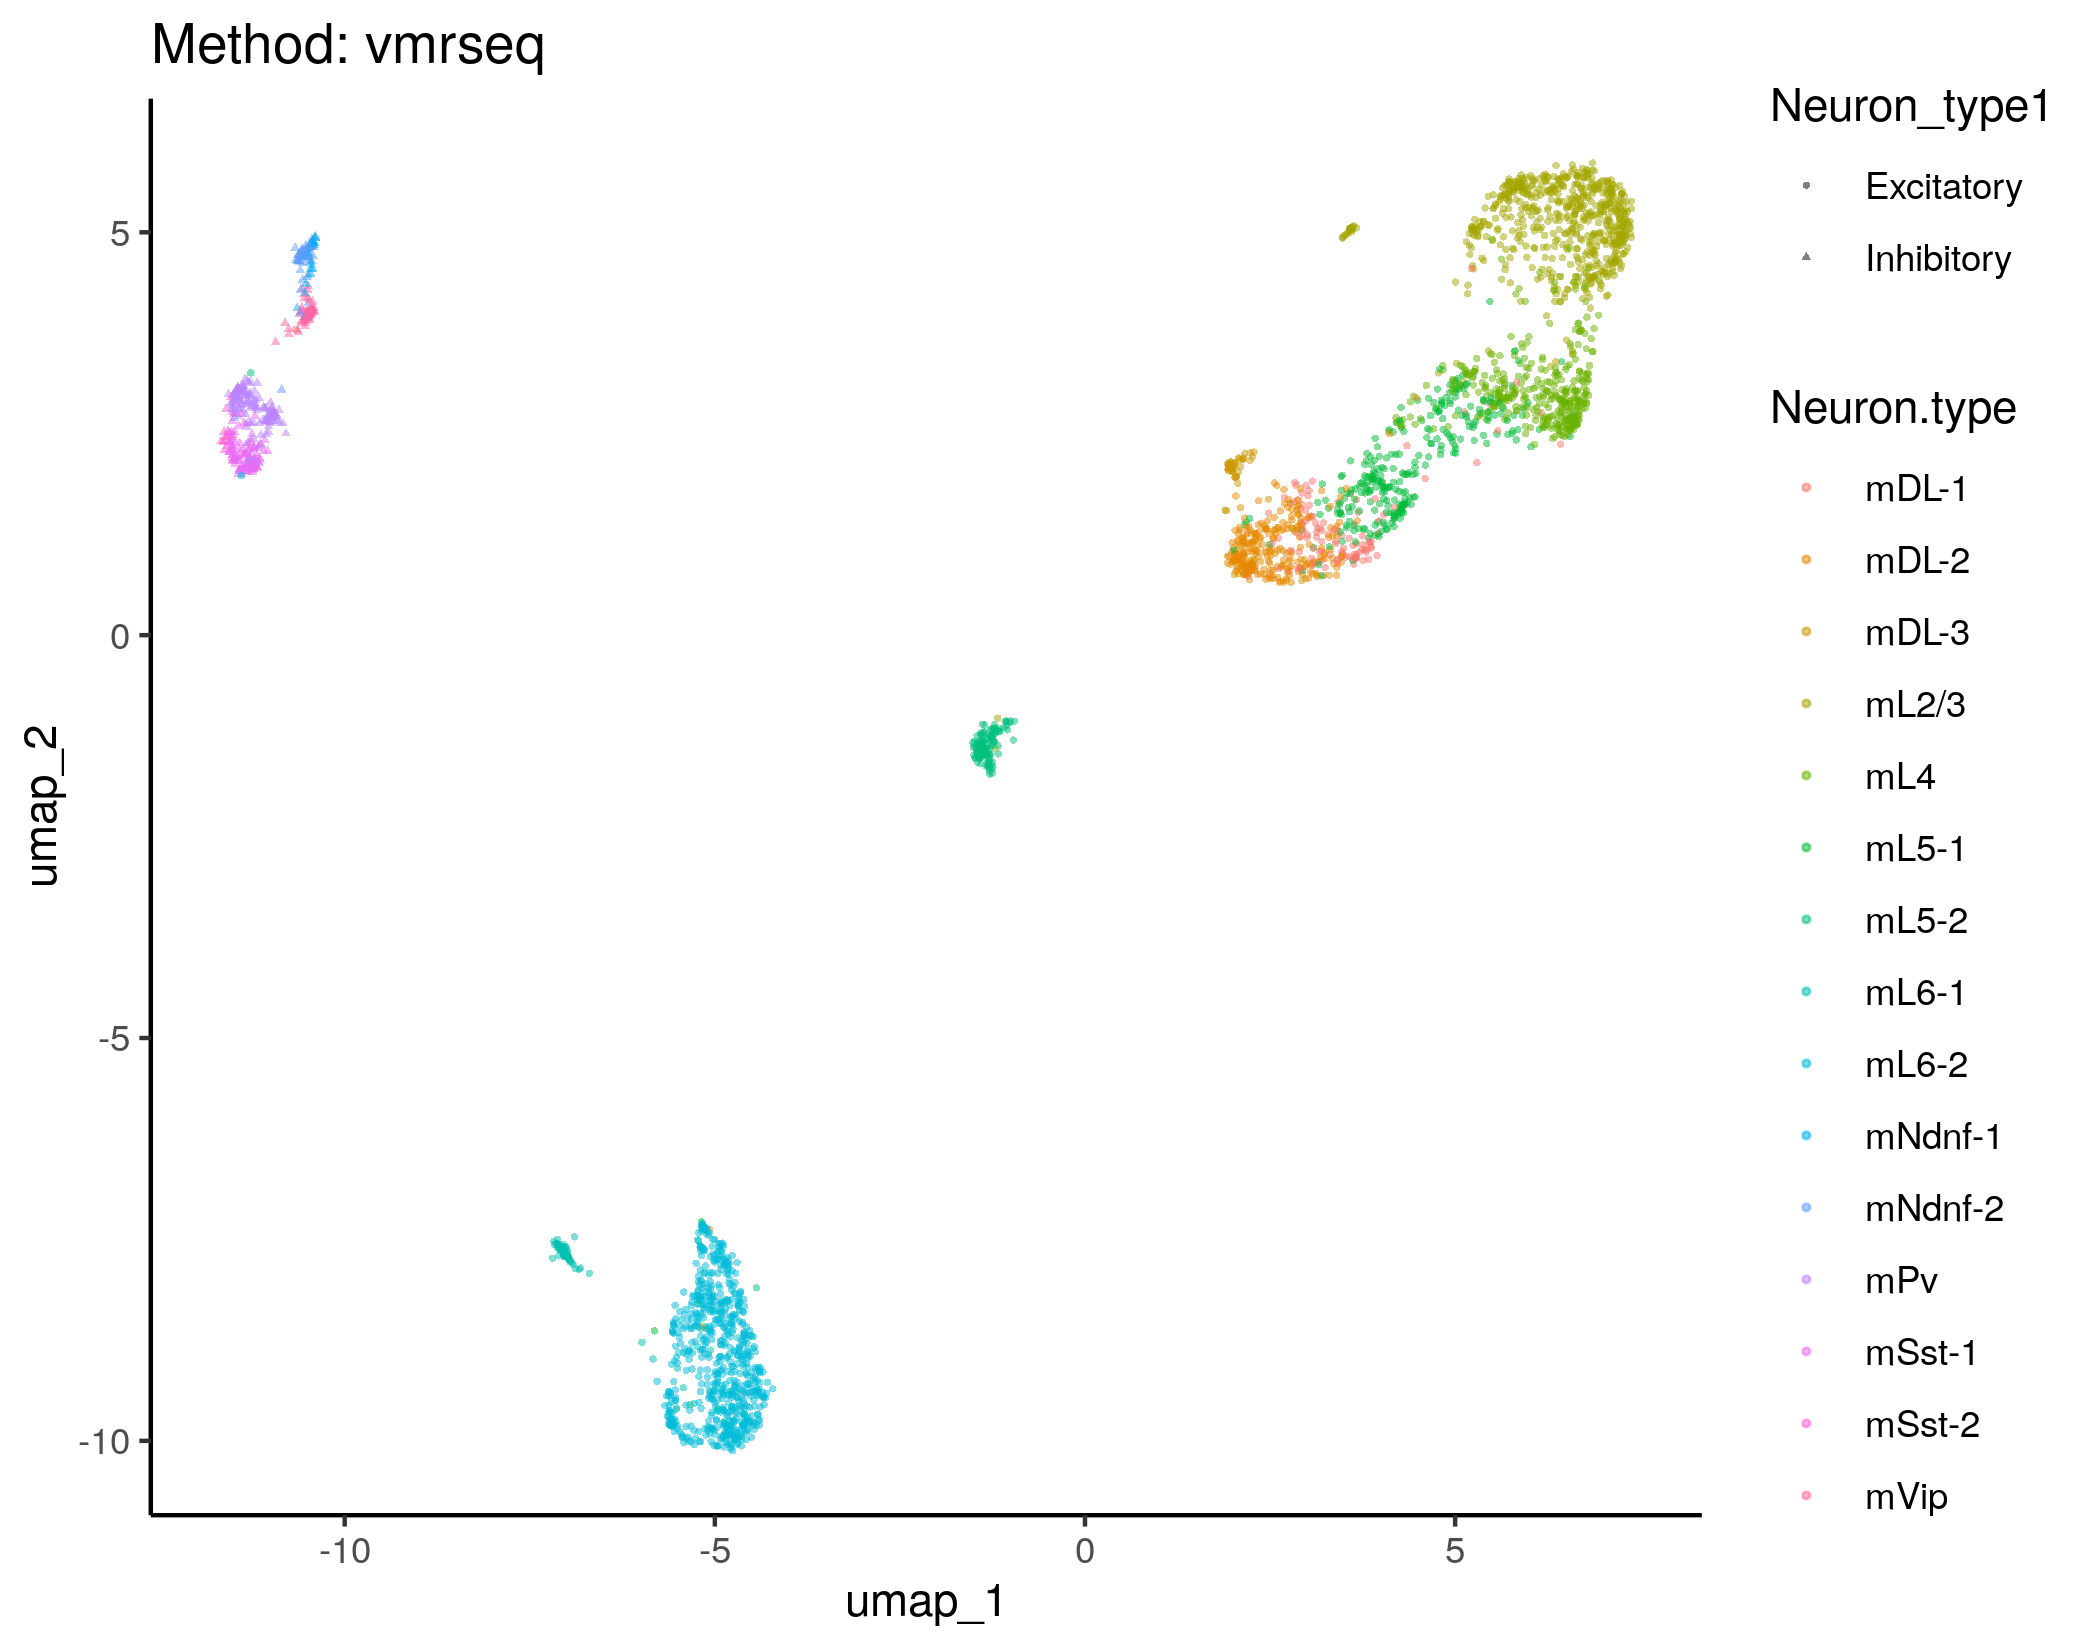 Method: vmrseq
5
0
-5
-10
umap_2
-10
-5
0
5
umap_1
Neuron_type1
Excitatory
Inhibitory
Neuron.type
mDL-1
mDL-2
mDL-3
mL2/3
mL4
mL5-1
mL5-2
mL6-1
mL6-2
mNdnf-1
mNdnf-2
mPv
mSst-1
mSst-2
mVip